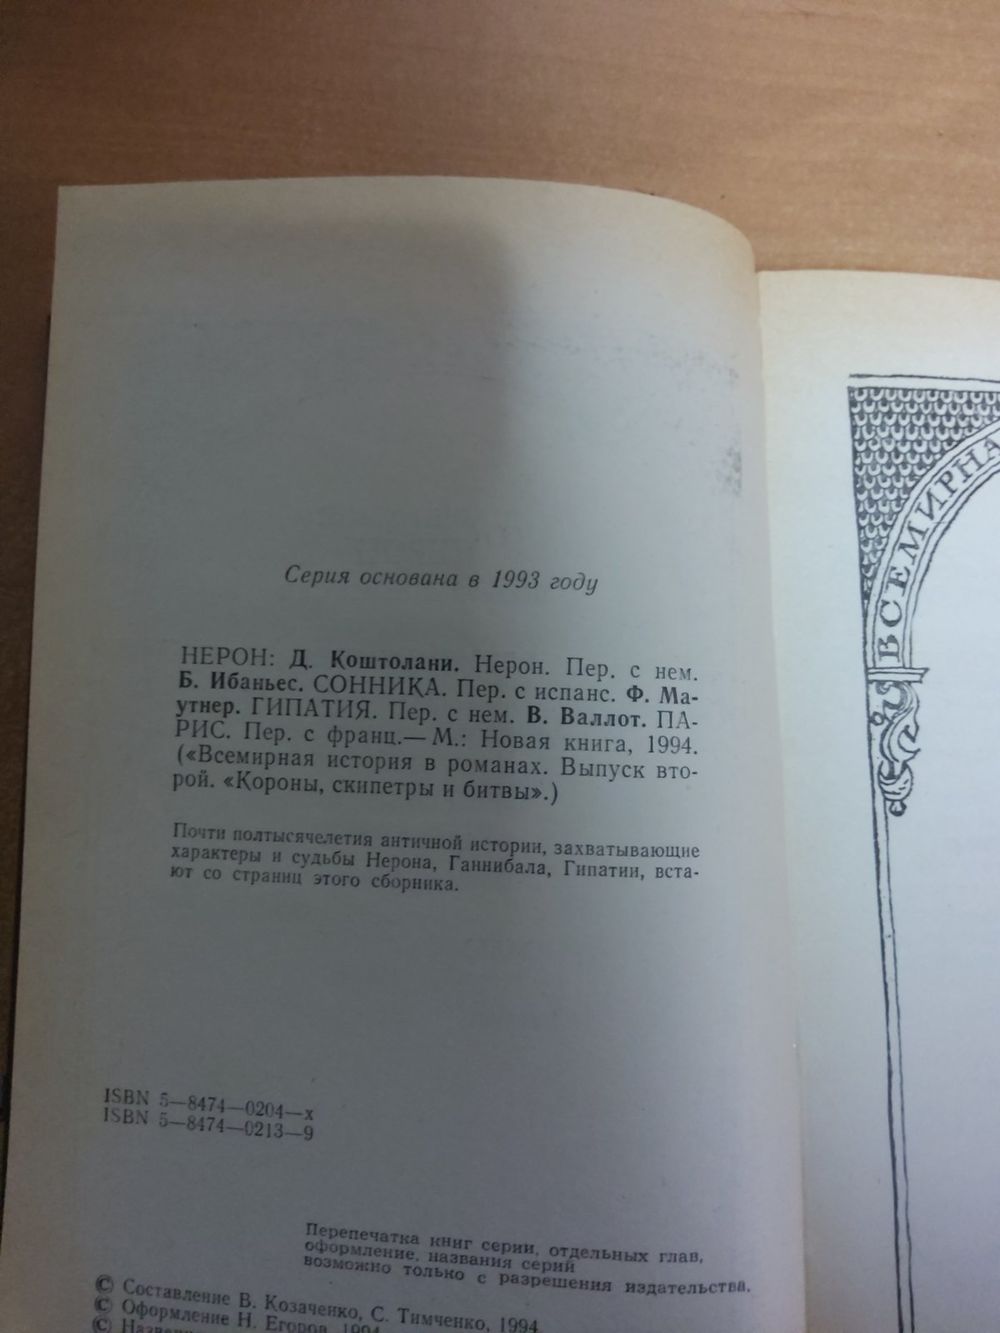 Серия основана в 1993 году
НЕРОН: Д. Коштолани. Нерон. Пер. с нем.
Б. Ибаньес. СОННИКА. Пер. с испанс. Ф. Ма-
утнер. ГИПАТИЯ. Пер. с нем. В. Валлот. ПА-
РИС. Пер. с франц.— М.: Новая книга, 1994.
(«Всемирная история в романах. Выпуск вто-
рой. «Короны, скипетры и битвы».)
Почти полтысячелетия античной истории, захватывающие
характеры и судьбы Нерона, Ганнибала, Гипатии, вста-
ют со страниц этого сборника.
ISBN 5—8474—0204—х
ISBN 5—8474—0213—9
Перепечатка книг серии, отдельных глав,
оформление, названия серий
возможно только с разрешения издательства.
© Составление В. Козаченко, С. Тимченко, 1994
© Оформление Н. Егоров, 1994
©
ВСЕМИРНА